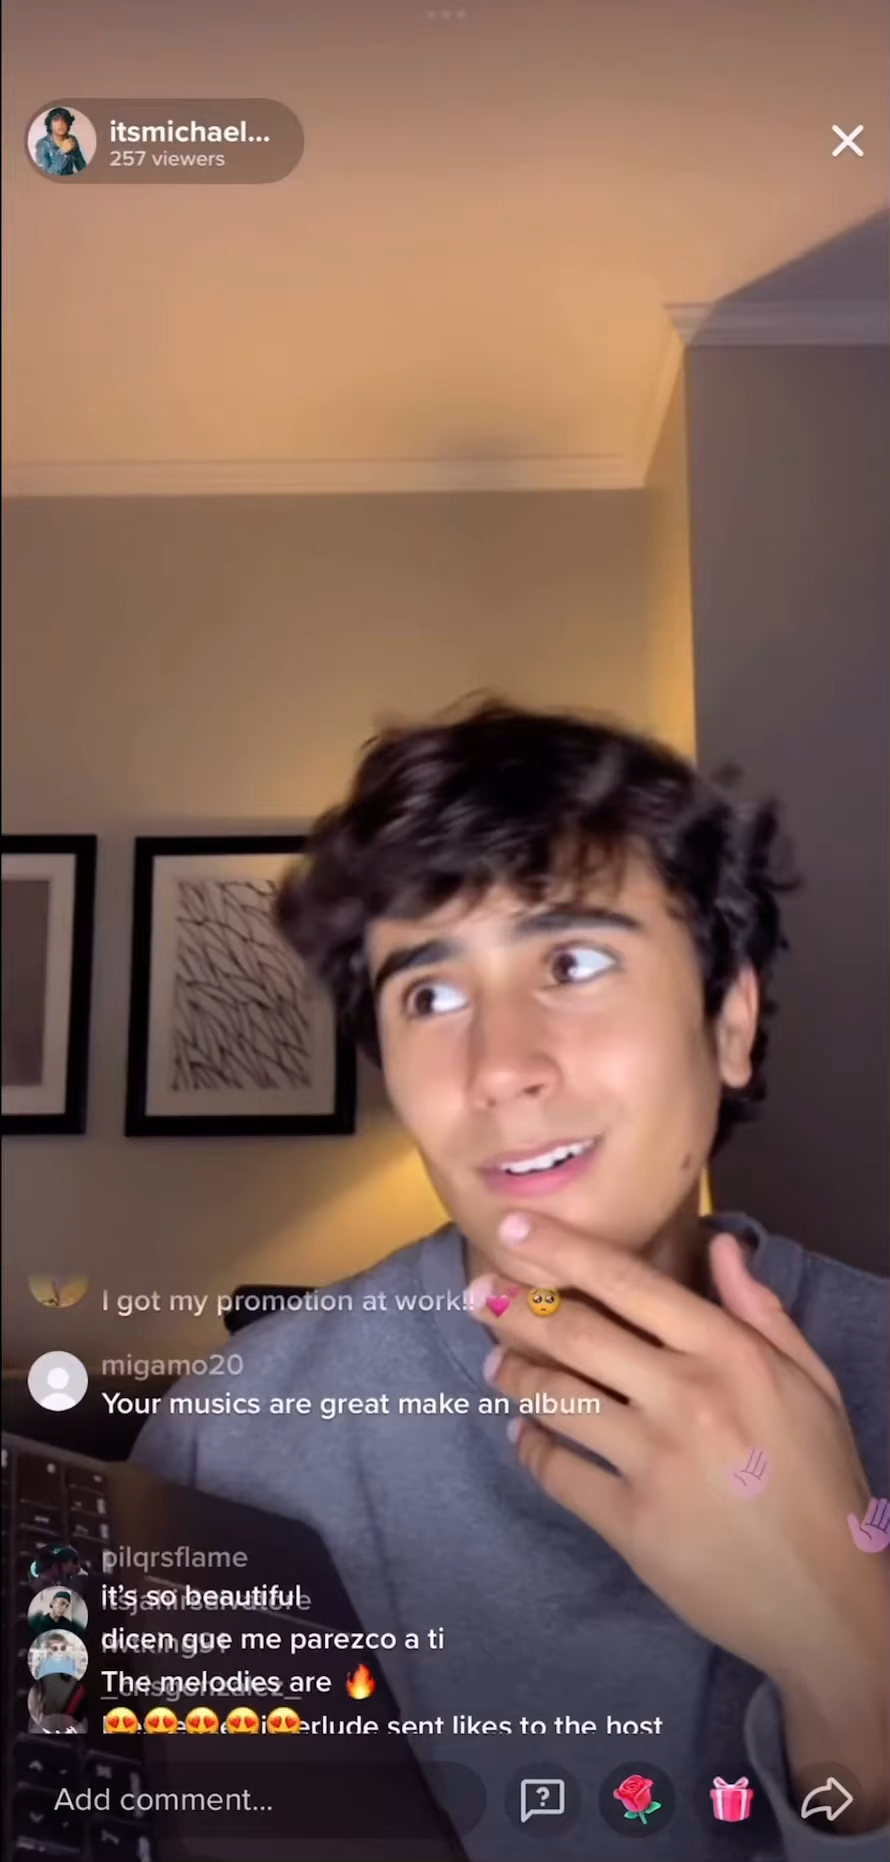 itsmichael...
257 viewers
I got my promotion at work!! 💕 🥺
migamo20
Your musics are great make an album
pilqrsflame
it's so beautiful
dicen que me parezco a ti
The melodies are 🔥
_crisgonzalez_
😍😍😍😍😍
sent likes to the host
Add comment...